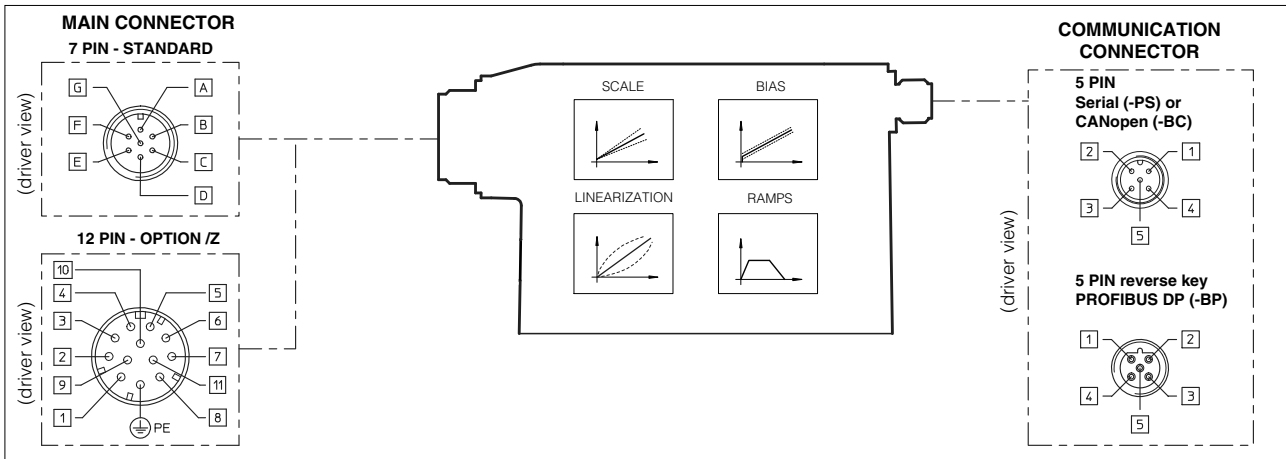 MAIN CONNECTOR
7 PIN - STANDARD
(driver view)
G
A
F
B
E
C
D
12 PIN - OPTION /Z
(driver view)
10
4
5
3
6
2
7
9
11
1
8
PE
SCALE
BIAS
LINEARIZATION
RAMPS
COMMUNICATION
CONNECTOR
(driver view)
5 PIN
Serial (-PS) or
CANopen (-BC)
2
1
3
4
5
5 PIN reverse key
PROFIBUS DP (-BP)
1
2
4
3
5